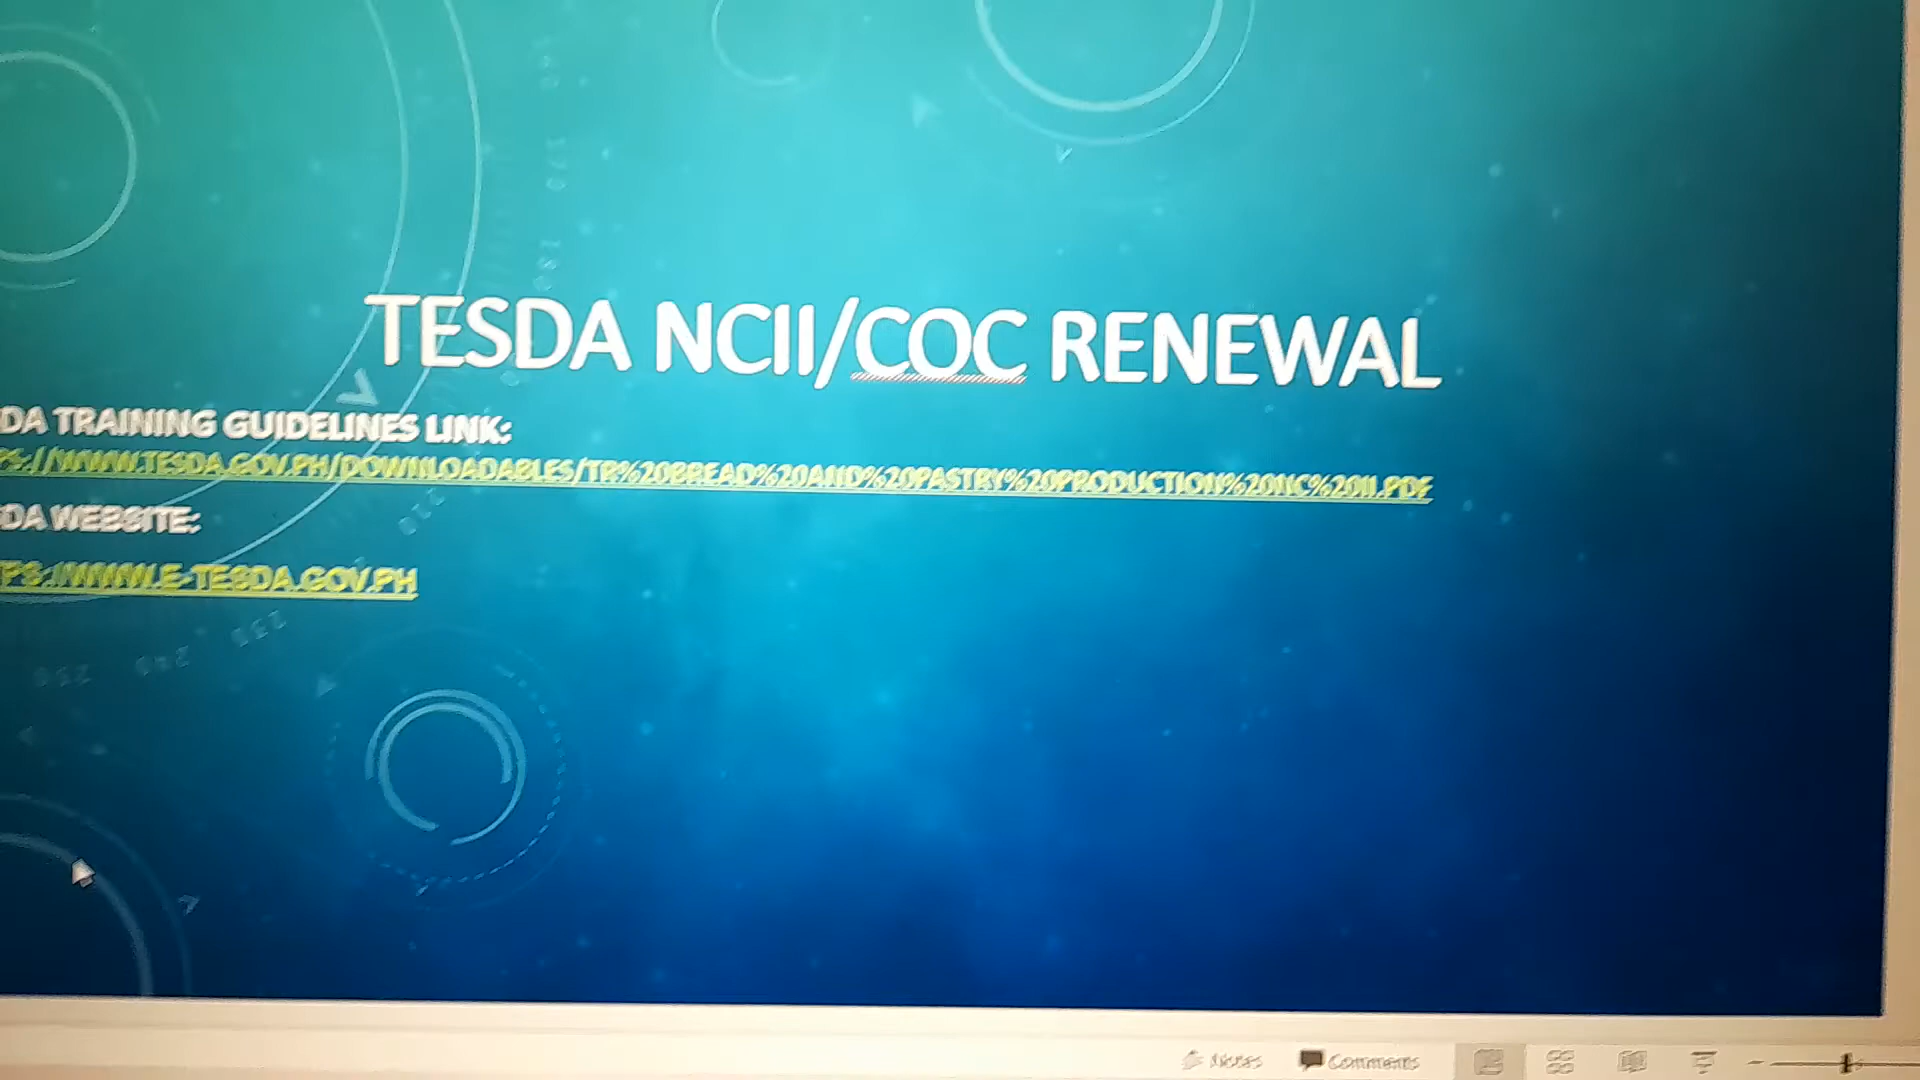 TESDA NCII/COC RENEWAL
DA TRAINING GUIDELINES LINK:
PS://WWW.TESDA.GOV.PH/DOWNLOADABLES/TR%20BREAD%20AND%20PASTRY%20PRODUCTION%20NC%20II.PDF
DA WEBSITE:
PS://WWW.E-TESDA.GOV.PH
Notes Comments